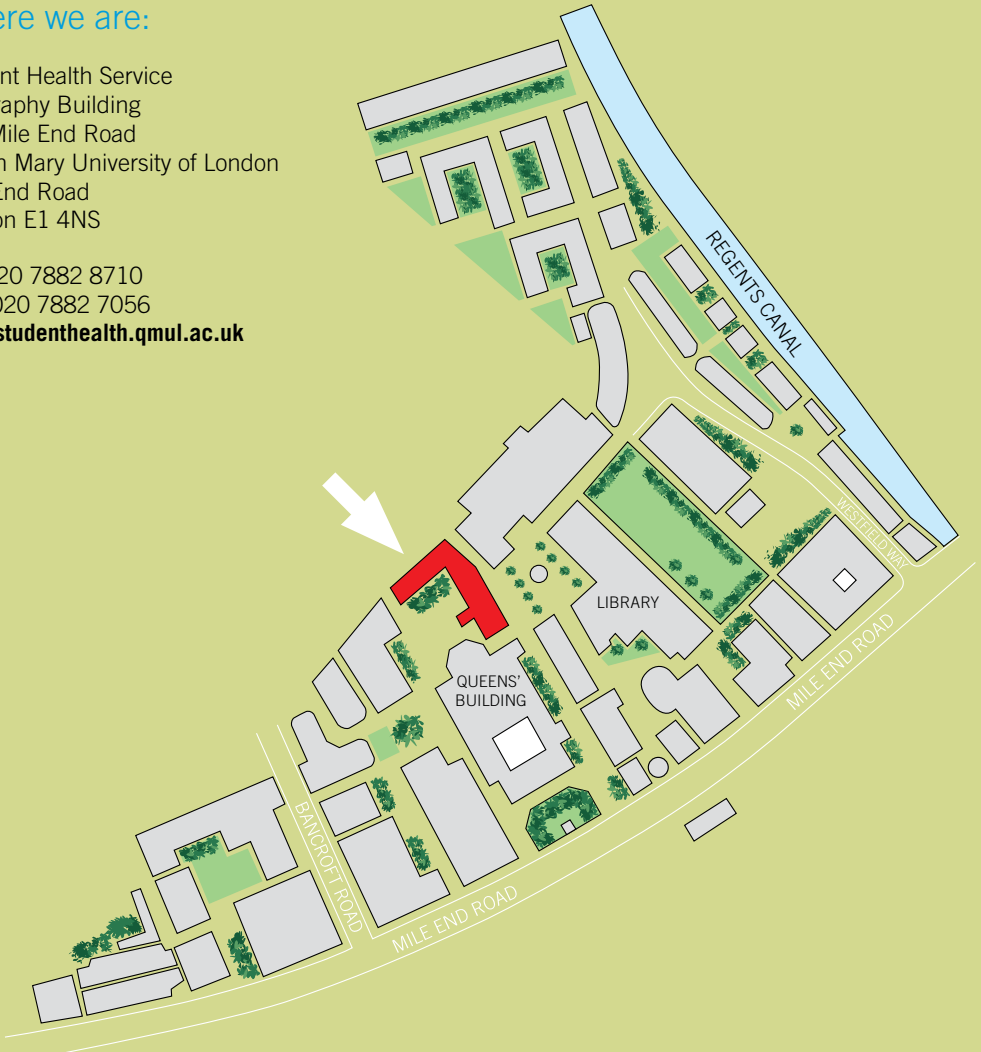 ere we are:
nt Health Service
raphy Building
Mile End Road
n Mary University of London
End Road
on E1 4NS
20 7882 8710
020 7882 7056
studenthealth.qmul.ac.uk
REGENTS CANAL
WESTFIELD WAY
LIBRARY
MILE END ROAD
QUEENS'
BUILDING
BANCROFT ROAD
MILE END ROAD